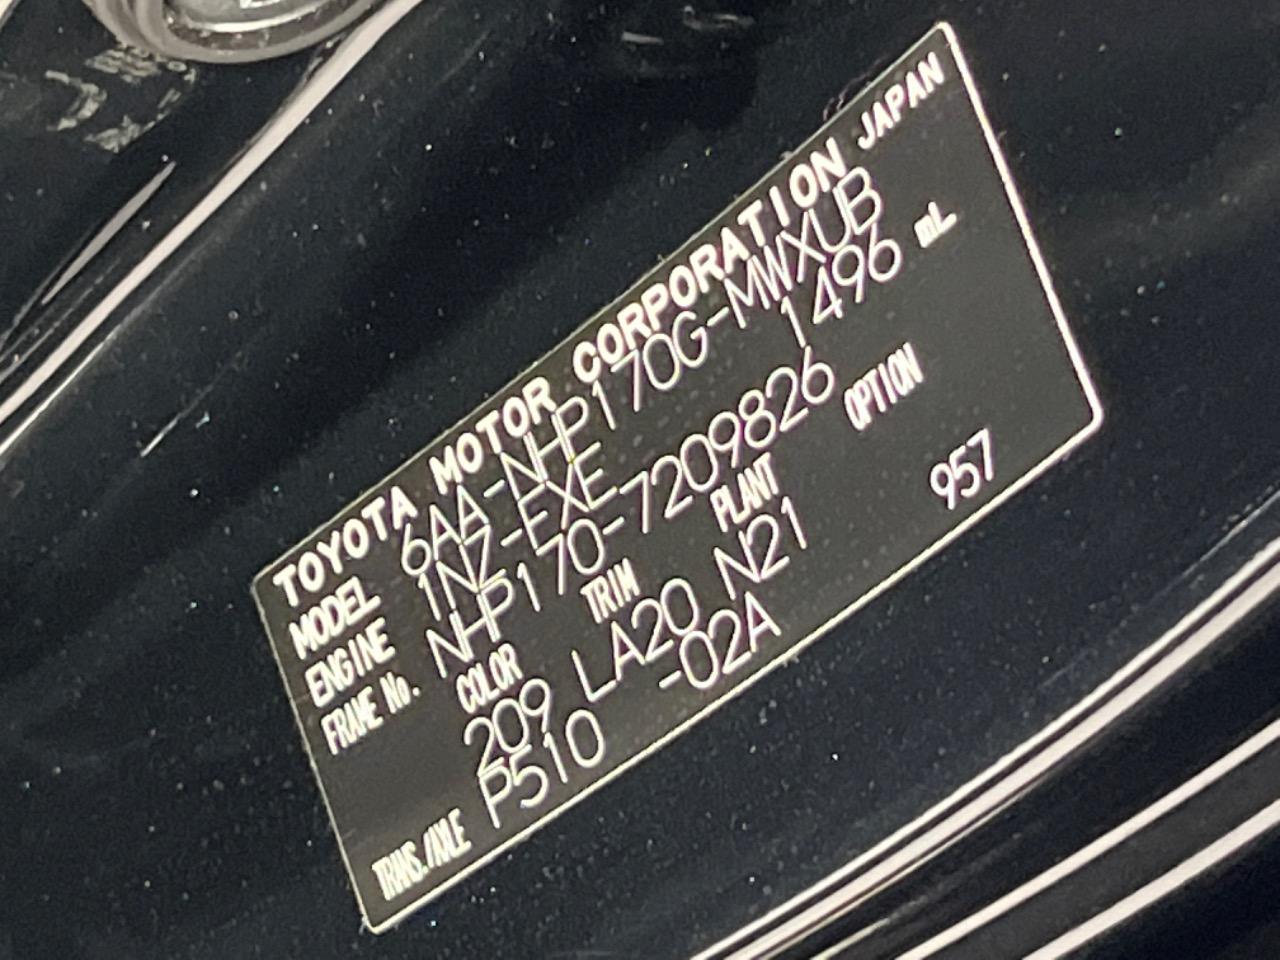 TOYOTA MOTOR CORPORATION JAPAN
MODEL 6AA-NHP170G-MWXUB
ENGINE 1NZ-FXE 1496 mL
FRAME No. NHP170-7209826
COLOR TRIM PLANT OPTION
209 LA20 N21 957
TRANS./AXLE P510 -02A